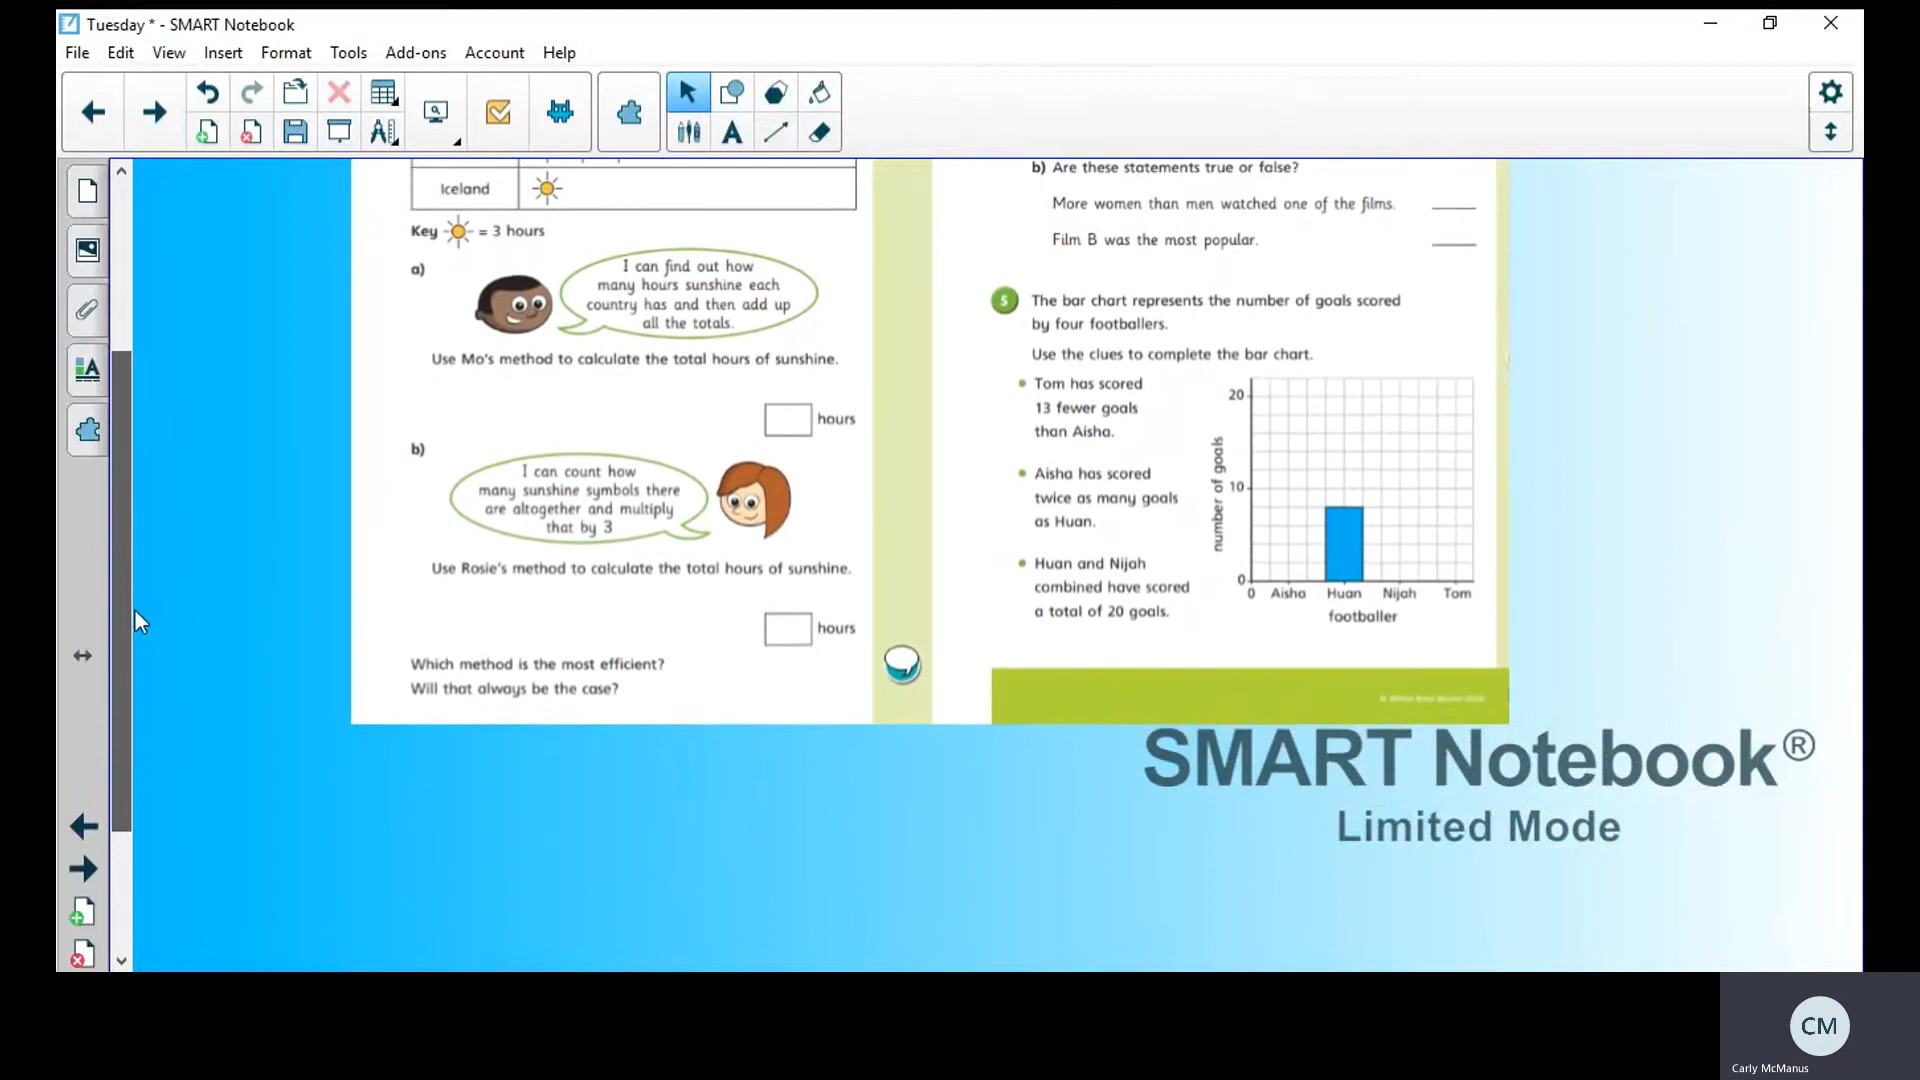 Tuesday * - SMART Notebook
File Edit View Insert Format Tools Add-ons Account Help
Iceland
Key = 3 hours
a)
I can find out how
many hours sunshine each
country has and then add up
all the totals.
Use Mo's method to calculate the total hours of sunshine.
hours
b)
I can count how
many sunshine symbols there
are altogether and multiply
that by 3
Use Rosie's method to calculate the total hours of sunshine.
hours
Which method is the most efficient?
Will that always be the case?
b) Are these statements true or false?
More women than men watched one of the films.
Film B was the most popular.
5 The bar chart represents the number of goals scored
by four footballers.
Use the clues to complete the bar chart.
• Tom has scored
13 fewer goals
than Aisha.
• Aisha has scored
twice as many goals
as Huan.
• Huan and Nijah
combined have scored
a total of 20 goals.
number of goals
20
10
0
0 Aisha Huan Nijah Tom
footballer
SMART Notebook®
Limited Mode
CM
Carly McManus